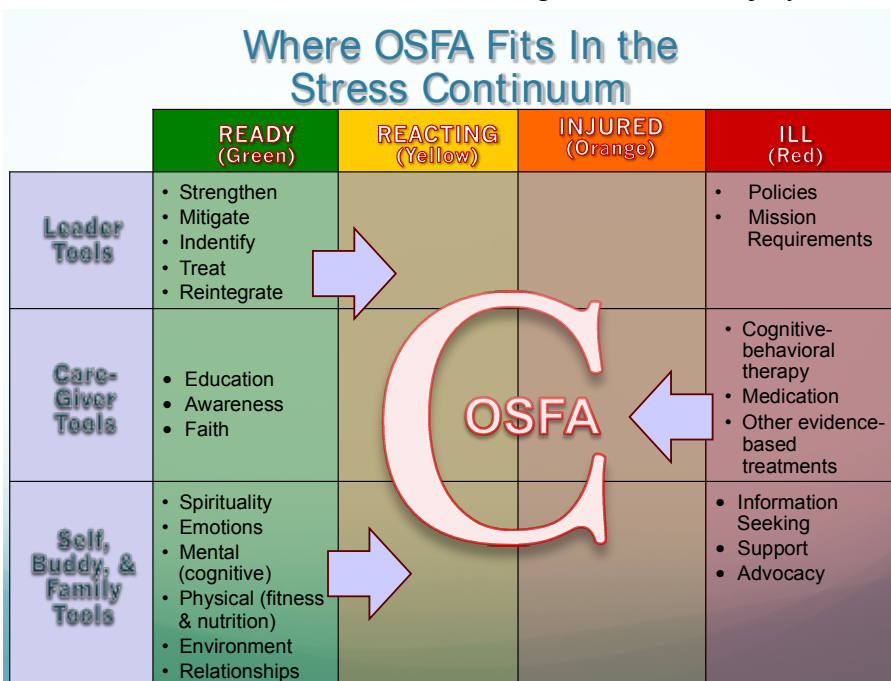 Where OSFA Fits In the
Stress Continuum
READY
(Green)
REACTING
(Yellow)
INJURED
(Orange)
ILL
(Red)
Leader
Tools
• Strengthen
• Mitigate
• Indentify
• Treat
• Reintegrate
• Policies
• Mission
Requirements
Care-
Giver
Tools
• Education
• Awareness
• Faith
C
OSFA
• Cognitive-
behavioral
therapy
• Medication
• Other evidence-
based
treatments
Self,
Buddy, &
Family
Tools
• Spirituality
• Emotions
• Mental
(cognitive)
• Physical (fitness
& nutrition)
• Environment
• Relationships
• Information
Seeking
• Support
• Advocacy